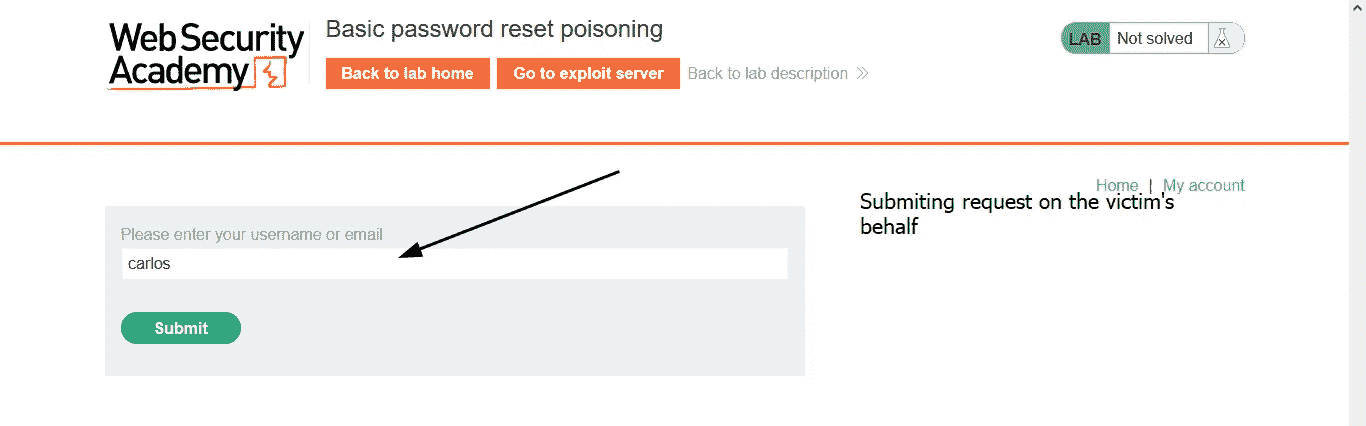 Web Security
Academy
Basic password reset poisoning
Back to lab home
Go to exploit server
Back to lab description
LAB
Not solved
Home | My account
Submiting request on the victim's
behalf
Please enter your username or email
carlos
Submit